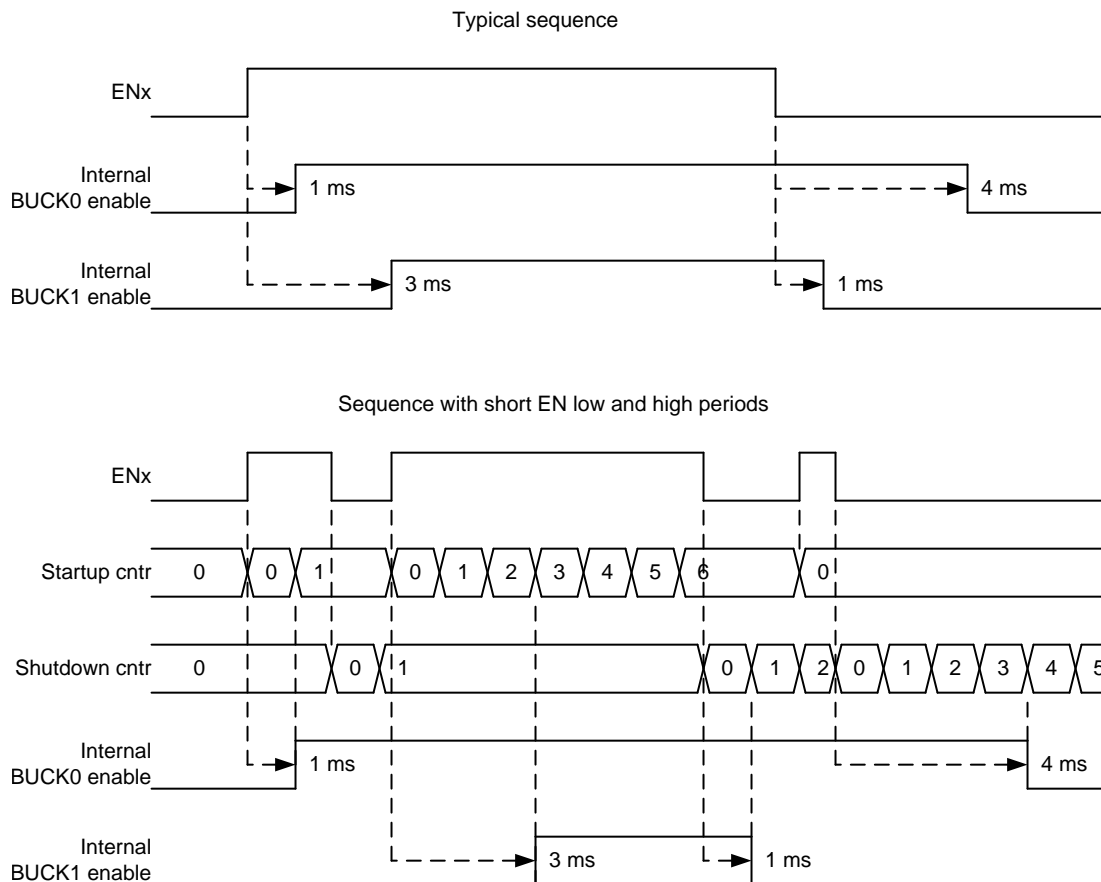 Typical sequence
ENx
Internal
BUCK0 enable
1 ms
4 ms
Internal
BUCK1 enable
3 ms
1 ms
Sequence with short EN low and high periods
ENx
Startup cntr
0 0 1 0 1 2 3 4 5 6 0
Shutdown cntr
0 0 1 0 1 2 0 1 2 3 4 5
Internal
BUCK0 enable
1 ms
4 ms
Internal
BUCK1 enable
3 ms
1 ms